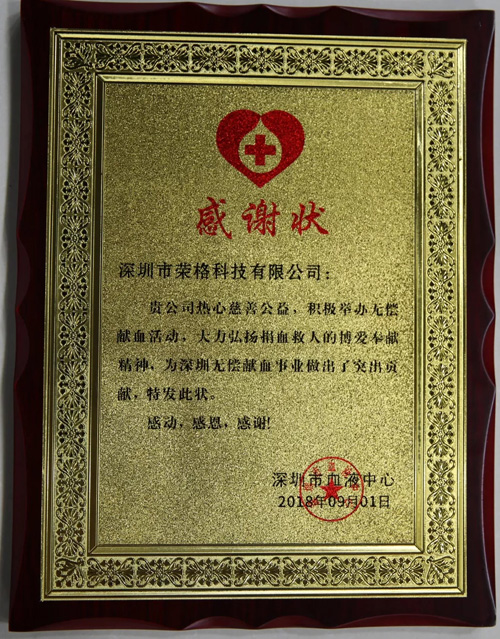 感谢状
深圳市荣格科技有限公司：
贵公司热心慈善公益，积极举办无偿
献血活动，大力弘扬捐血救人的博爱奉献
精神，为深圳无偿献血事业做出了突出贡
献，特发此状。
感动，感恩，感谢!
深圳市血液中心
2018年09月01日